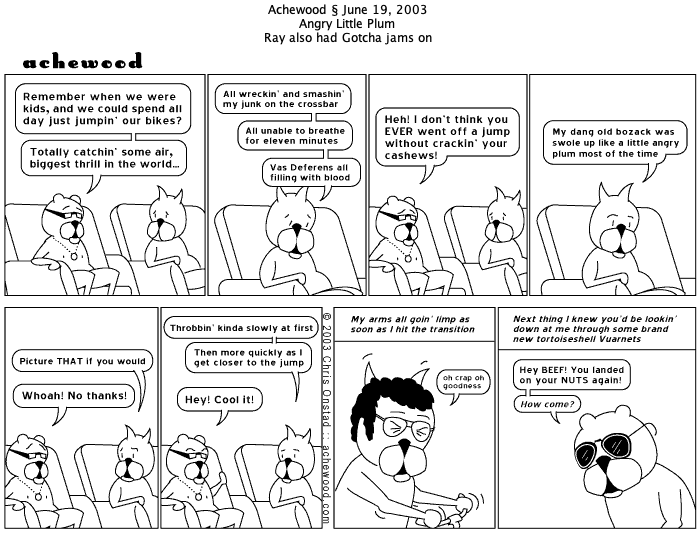 Achewood § June 19, 2003
Angry Little Plum
Ray also had Gotcha jams on
achewood
Remember when we were
kids, and we could spend all
day just jumpin' our bikes?
Totally catchin' some air,
biggest thrill in the world...
All wreckin' and smashin'
my junk on the crossbar
All unable to breathe
for eleven minutes
Vas Deferens all
filling with blood
Heh! I don't think you
EVER went off a jump
without crackin' your
cashews!
My dang old bozack was
swole up like a little angry
plum most of the time
Picture THAT if you would
Whoah! No thanks!
Throbbin' kinda slowly at first
Then more quickly as I
get closer to the jump
Hey! Cool it!
© 2003 Chris Onstad :: achewood.com
My arms all goin' limp as
soon as I hit the transition
oh crap oh
goodness
Next thing I knew you'd be lookin'
down at me through some brand
new tortoiseshell Vuarnets
Hey BEEF! You landed
on your NUTS again!
How come?